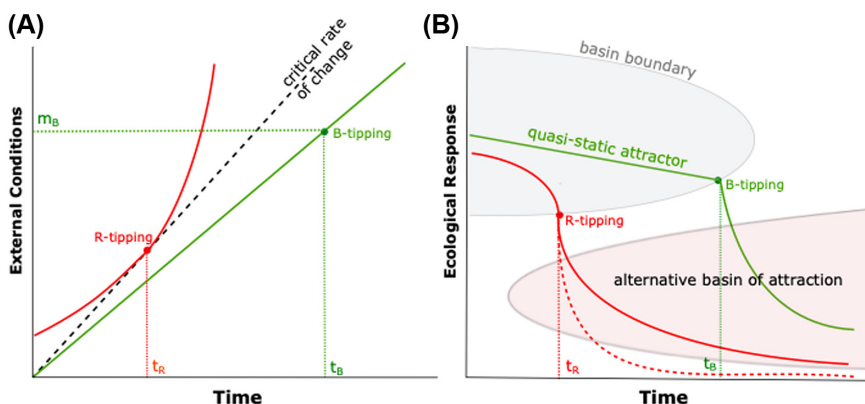 (A)
External Conditions
critical rate
of change
m_B
B-tipping
R-tipping
t_R
t_B
Time
(B)
Ecological Response
basin boundary
quasi-static attractor
B-tipping
R-tipping
alternative basin of attraction
t_R
t_B
Time